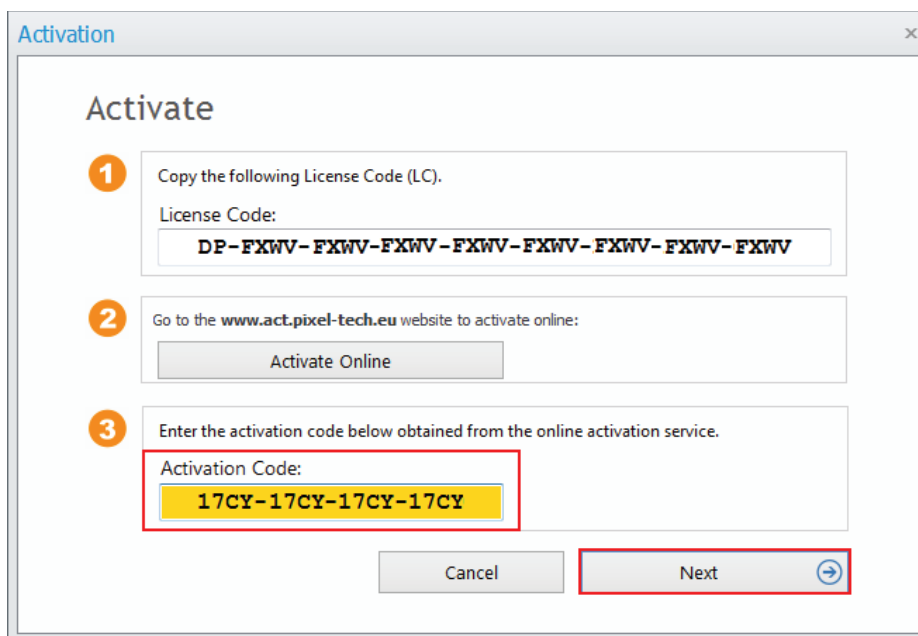 Activation
Activate
1
Copy the following License Code (LC).
License Code:
DP-FXWV-FXWV-FXWV-FXWV-FXWV-FXWV-FXWV-FXWV
2
Go to the www.act.pixel-tech.eu website to activate online:
Activate Online
3
Enter the activation code below obtained from the online activation service.
Activation Code:
17CY-17CY-17CY-17CY
Cancel
Next